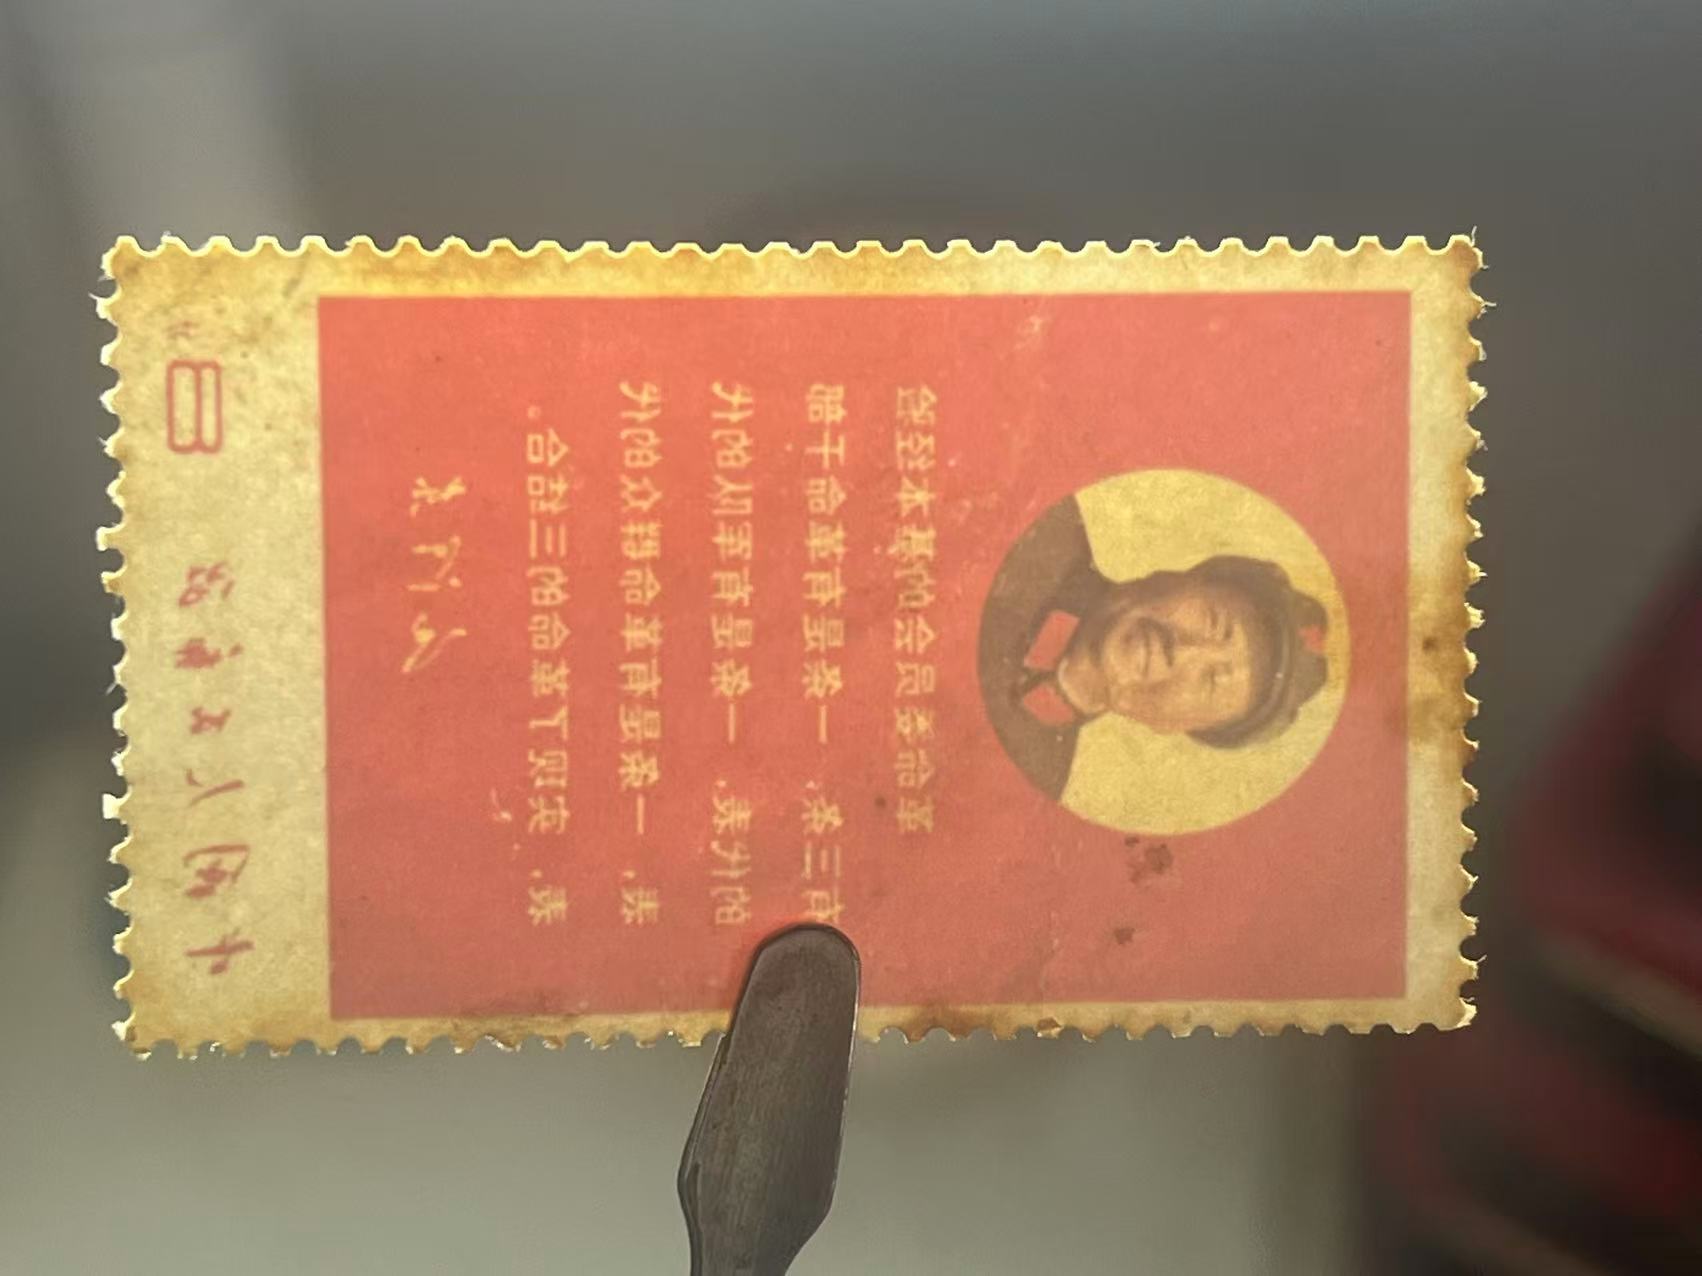 革命委员会的基本经验
有三条：一条是有革命干部
的代表，一条是有军队的代
表，一条是有革命群众的代
表，实现了革命的三结合。
毛泽东
中国人民邮政 8分